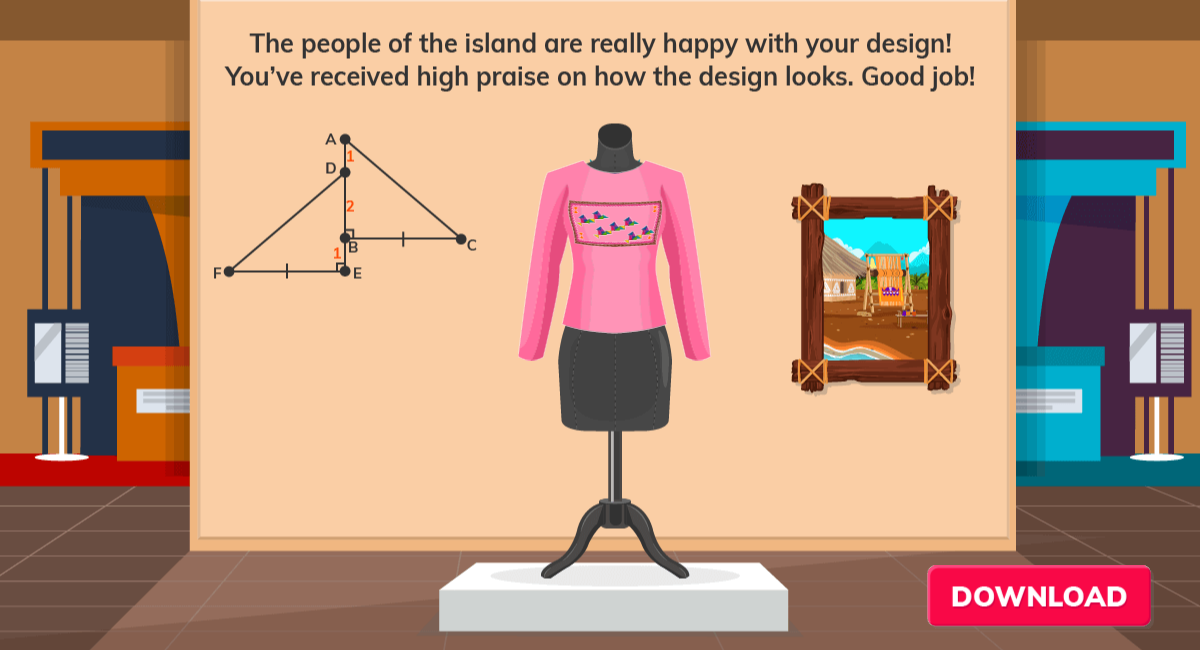 The people of the island are really happy with your design!
You’ve received high praise on how the design looks. Good job!
A
1
D
2
B
C
1
F
E
DOWNLOAD